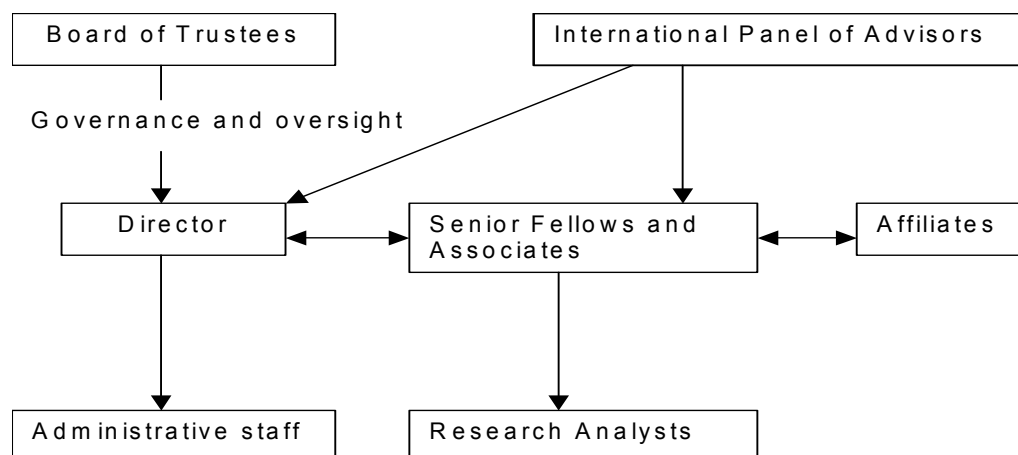 Board of Trustees
International Panel of Advisors
Governance and oversight
Director
Senior Fellows and
Associates
Affiliates
Administrative staff
Research Analysts